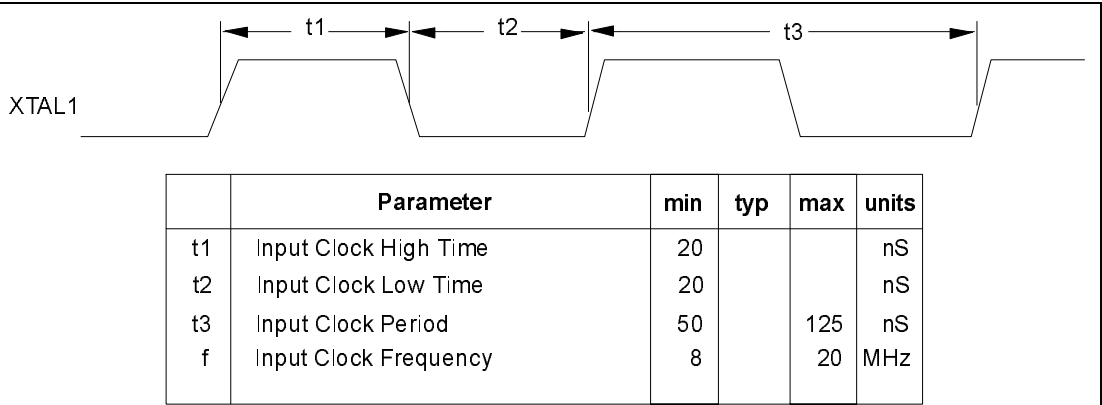 t1 t2 t3
XTAL1
Parameter min typ max units
t1 Input Clock High Time 20 nS
t2 Input Clock Low Time 20 nS
t3 Input Clock Period 50 125 nS
f Input Clock Frequency 8 20 MHz